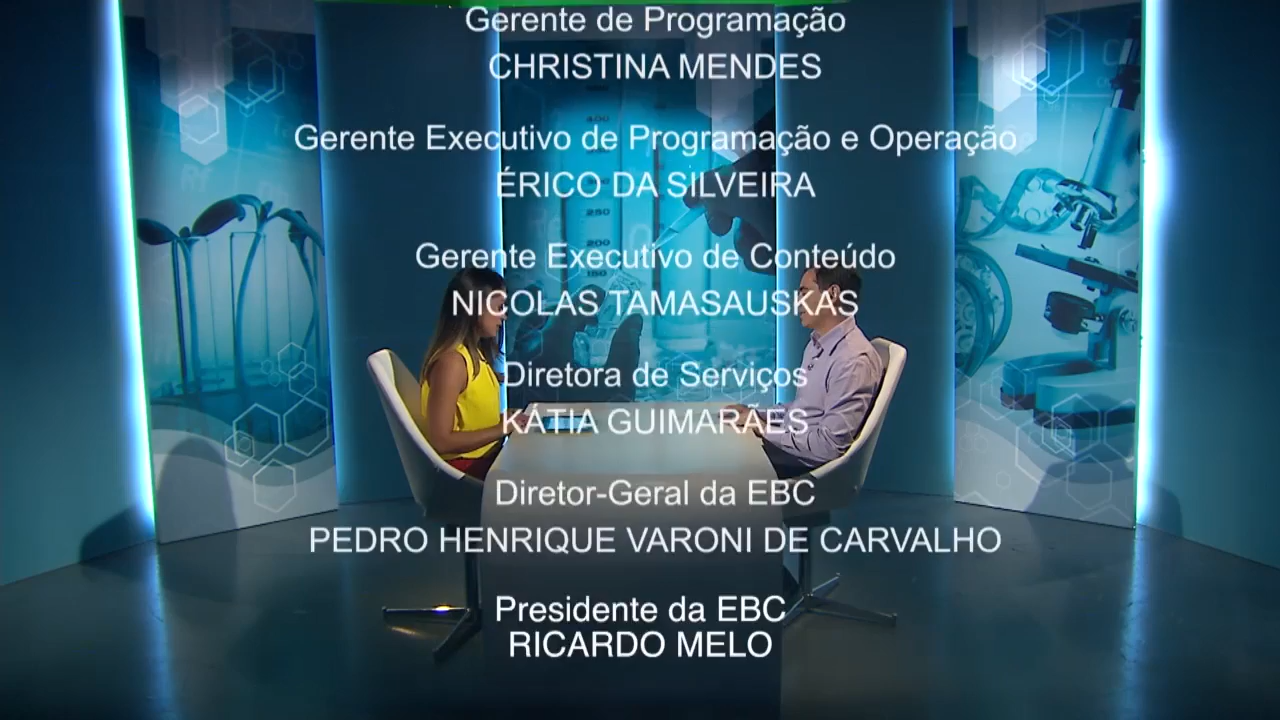 Gerente de Programação
CHRISTINA MENDES
Gerente Executivo de Programação e Operação
ÉRICO DA SILVEIRA
Gerente Executivo de Conteúdo
NICOLAS TAMASAUSKAS
Diretora de Serviços
KÁTIA GUIMARÃES
Diretor-Geral da EBC
PEDRO HENRIQUE VARONI DE CARVALHO
Presidente da EBC
RICARDO MELO